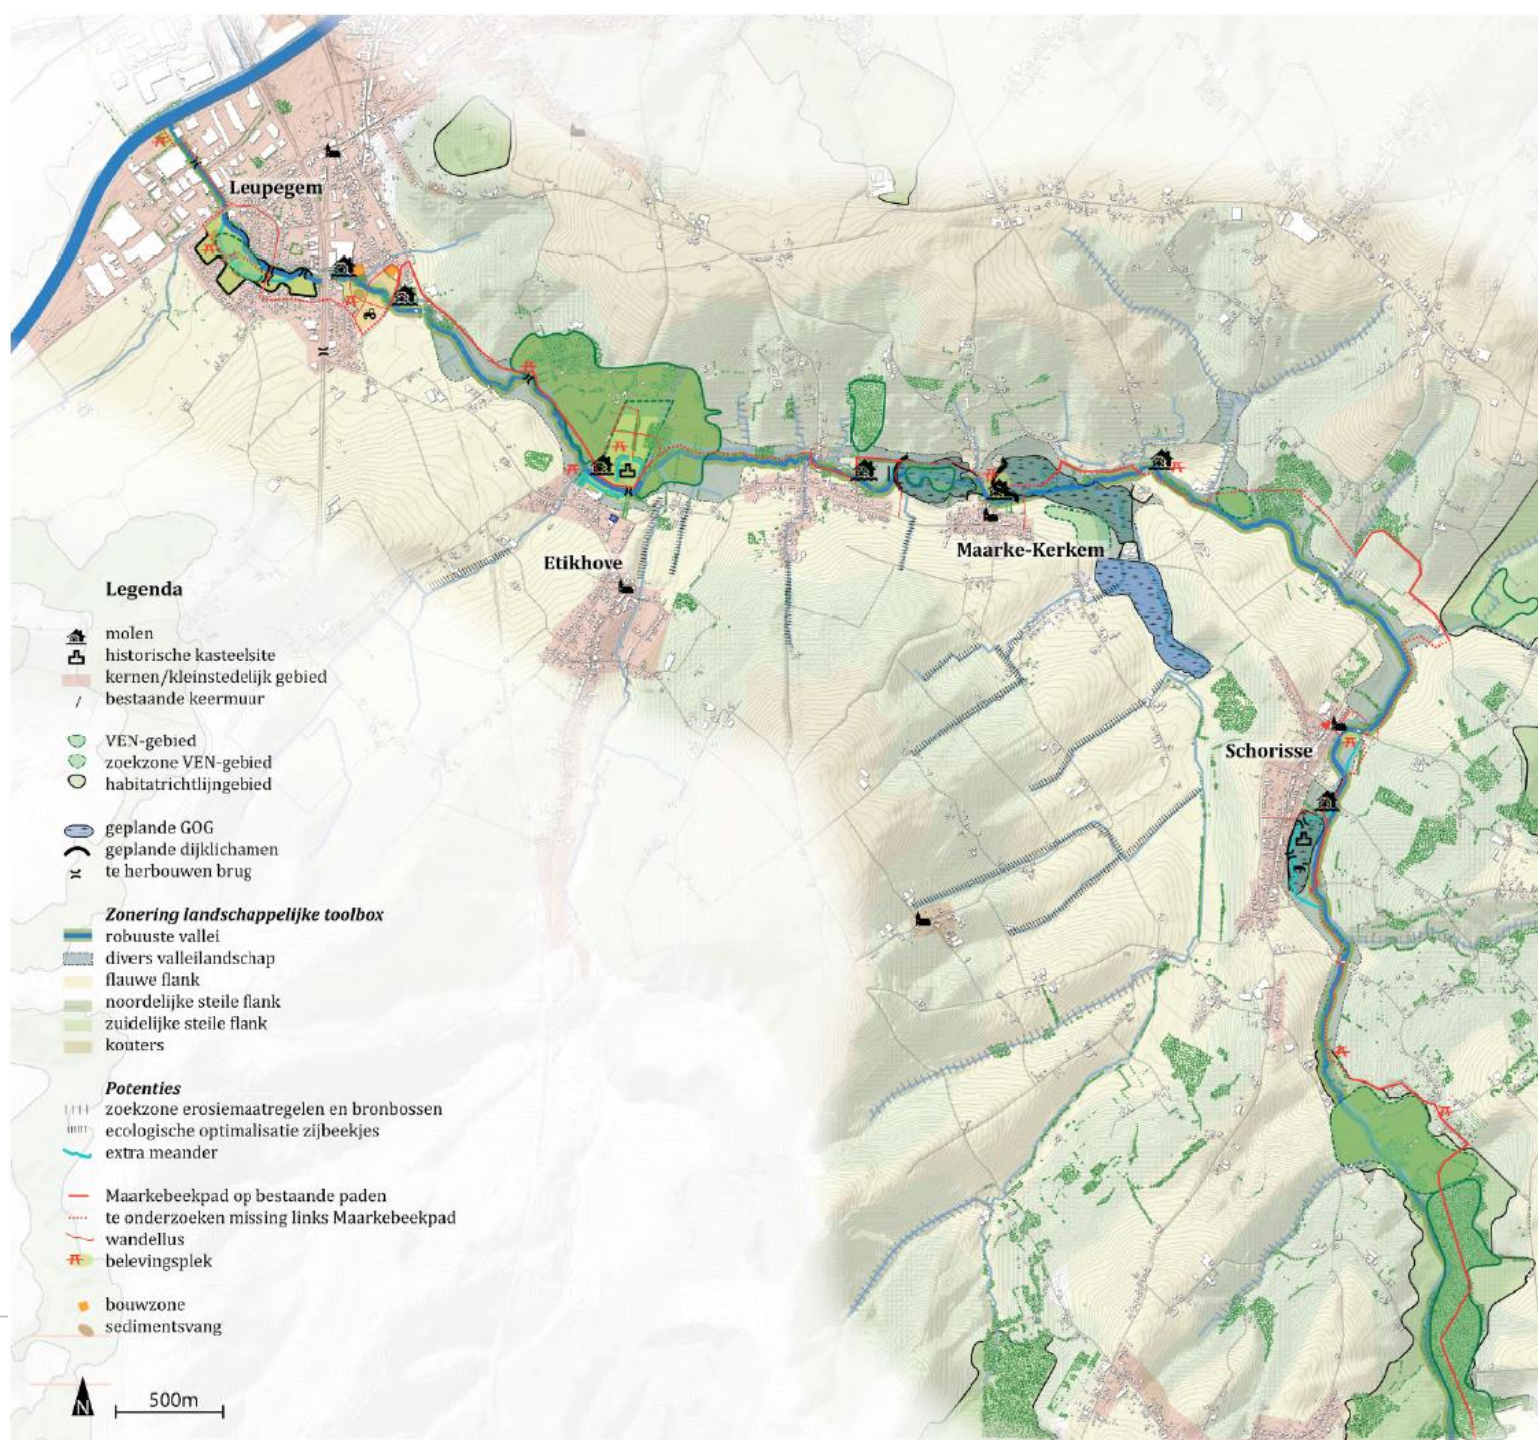 Leupegem
Etikhove
Maarke-Kerkem
Schorisse
Legenda
molen
historische kasteelsite
kernen/kleinstedelijk gebied
bestaande keermuur
VEN-gebied
zoekzone VEN-gebied
habitatrichtlijngebied
geplande GOG
geplande dijklichamen
te herbouwen brug
Zonering landschappelijke toolbox
robuuste vallei
divers valleilandschap
flauwe flank
noordelijke steile flank
zuidelijke steile flank
kouters
Potenties
zoekzone erosiemaatregelen en bronbossen
ecologische optimalisatie zijbeekjes
extra meander
Maarkebeekpad op bestaande paden
te onderzoeken missing links Maarkebeekpad
wandellus
belevingsplek
bouwzone
sedimentsvang
N
500m